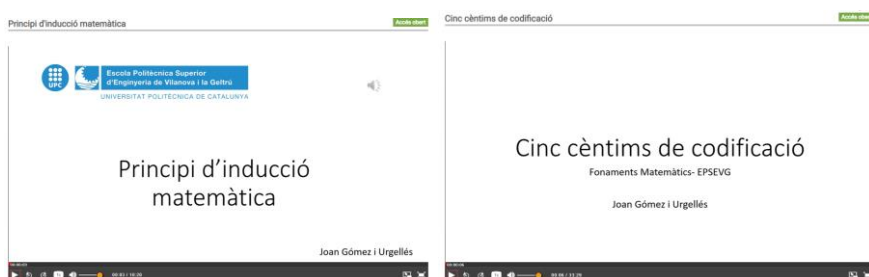 Principi d'inducció matemàtica
Accés obert
UPC
Escola Politècnica Superior
d'Enginyeria de Vilanova i la Geltrú
UNIVERSITAT POLITÈCNICA DE CATALUNYA
Principi d'inducció
matemàtica
Joan Gómez i Urgellés
Cinc cèntims de codificació
Accés obert
Cinc cèntims de codificació
Fonaments Matemàtics- EPSEVG
Joan Gómez i Urgellés